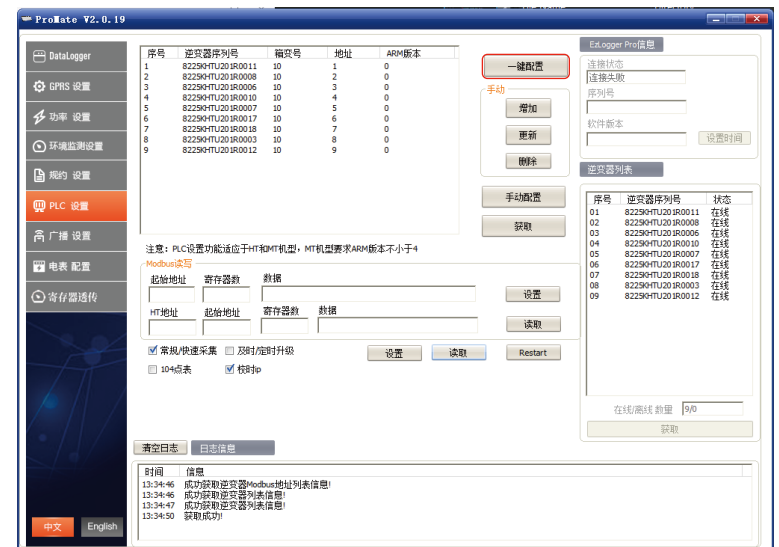 ProMate V2.0.19
DataLogger
GPRS 设置
功率 设置
环境监测设置
规约 设置
PLC 设置
广播 设置
电表 配置
寄存器透传
中文 English
序号 逆变器序列号 箱变号 地址 ARM版本
1 8225KHTU201R0011 10 1 0
2 8225KHTU201R0008 10 2 0
3 8225KHTU201R0006 10 3 0
4 8225KHTU201R0010 10 4 0
5 8225KHTU201R0007 10 5 0
6 8225KHTU201R0017 10 6 0
7 8225KHTU201R0018 10 7 0
8 8225KHTU201R0003 10 8 0
9 8225KHTU201R0012 10 9 0
一键配置
手动
增加
更新
删除
手动配置
获取
注意：PLC设置功能适应于HT和MT机型，MT机型要求ARM版本不小于4
Modbus读写
起始地址 寄存器数 数据
设置
HT地址 起始地址 寄存器数 数据
读取
常规/快速采集 及时/定时升级 设置 读取 Restart
104点表 校时ip
EzLogger Pro信息
连接状态
连接失败
序列号
软件版本
设置时间
逆变器列表
序号 逆变器序列号 状态
01 8225KHTU201R0011 在线
02 8225KHTU201R0008 在线
03 8225KHTU201R0006 在线
04 8225KHTU201R0010 在线
05 8225KHTU201R0007 在线
06 8225KHTU201R0017 在线
07 8225KHTU201R0018 在线
08 8225KHTU201R0003 在线
09 8225KHTU201R0012 在线
在线/离线 数量 9/0
获取
清空日志 日志信息
时间 信息
13:34:46 成功获取逆变器Modbus地址列表信息!
13:34:46 成功获取逆变器列表信息!
13:34:47 成功获取逆变器列表信息!
13:34:50 获取成功!